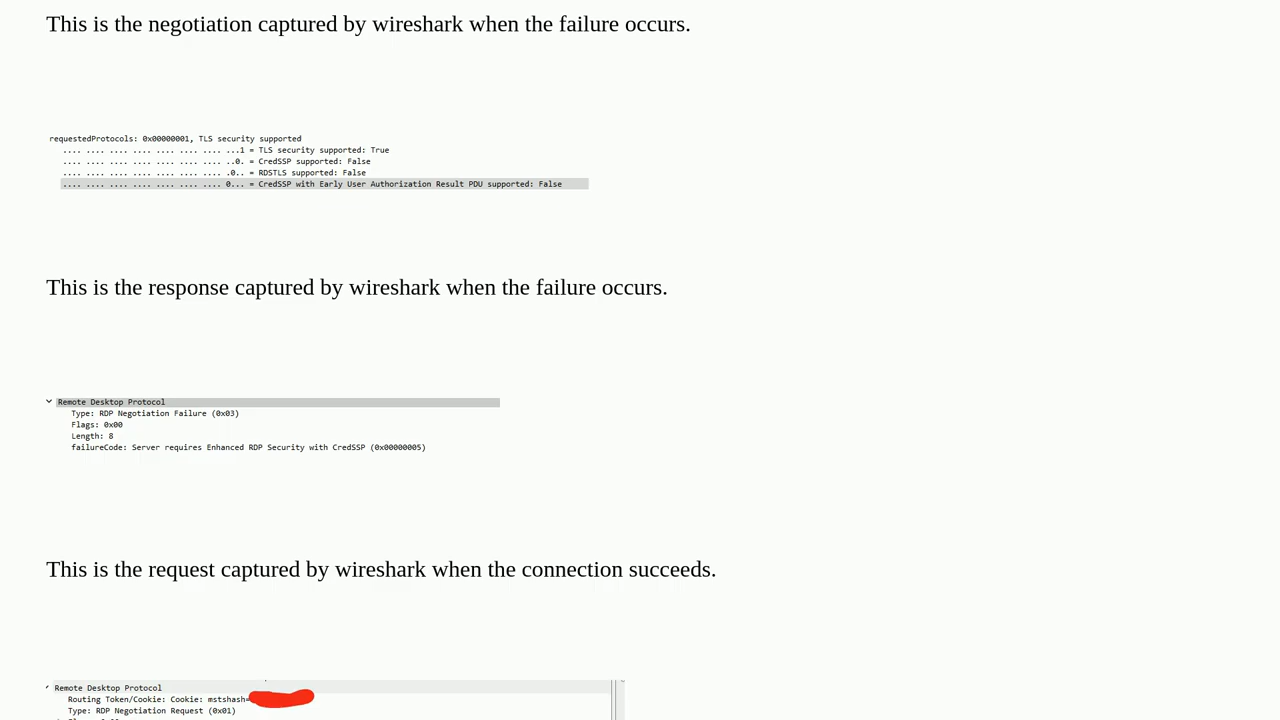 This is the negotiation captured by wireshark when the failure occurs.
requestedProtocols: 0x00000001, TLS security supported
.... .... .... .... .... .... .... ...1 = TLS security supported: True
.... .... .... .... .... .... .... ..0. = CredSSP supported: False
.... .... .... .... .... .... .... .0.. = RDSTLS supported: False
.... .... .... .... .... .... .... 0... = CredSSP with Early User Authorization Result PDU supported: False
This is the response captured by wireshark when the failure occurs.
Remote Desktop Protocol
Type: RDP Negotiation Failure (0x03)
Flags: 0x00
Length: 8
failureCode: Server requires Enhanced RDP Security with CredSSP (0x00000005)
This is the request captured by wireshark when the connection succeeds.
Remote Desktop Protocol
Routing Token/Cookie: Cookie: mstshash=
Type: RDP Negotiation Request (0x01)